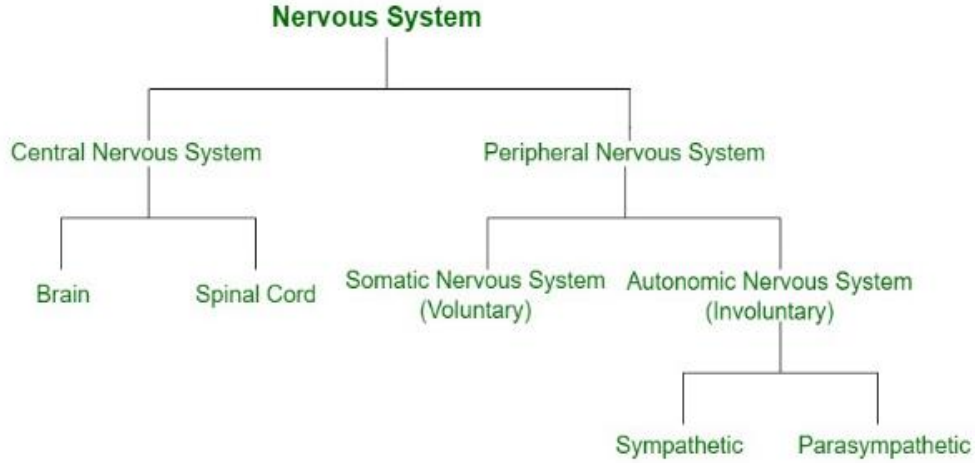 Nervous System
Central Nervous System
Peripheral Nervous System
Brain
Spinal Cord
Somatic Nervous System
(Voluntary)
Autonomic Nervous System
(Involuntary)
Sympathetic
Parasympathetic